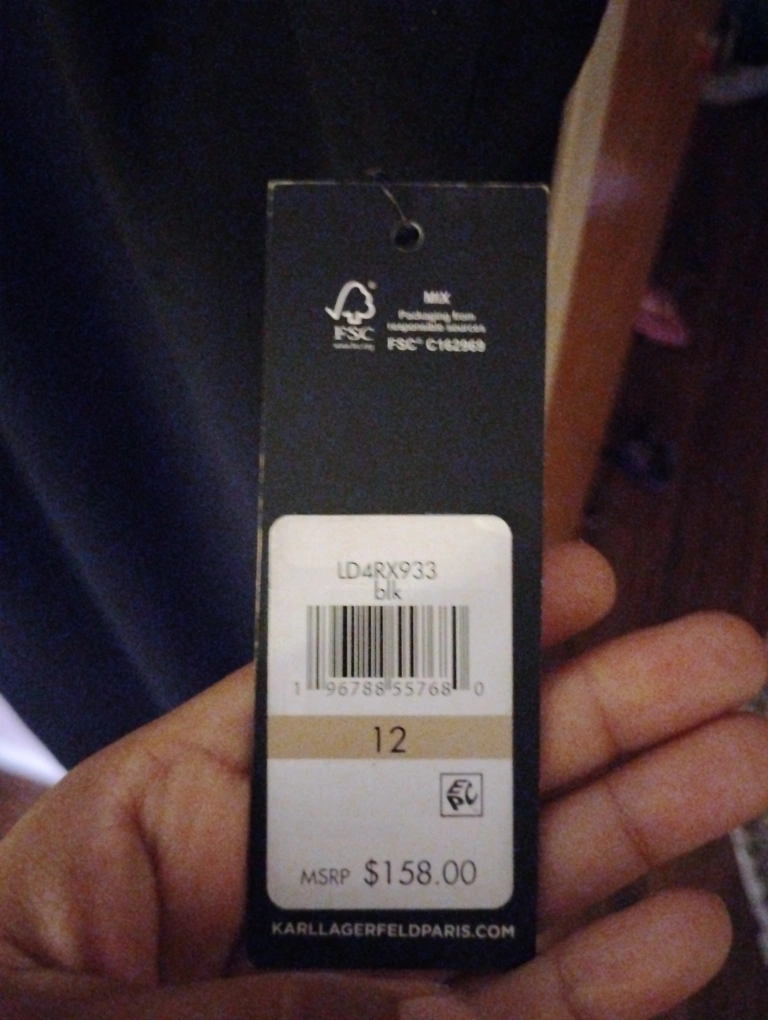 FSC®
MIX
Packaging from
responsible sources
FSC® C162969
LD4RX933
blk
1 96788 55768 0
12
EPC
MSRP $158.00
KARLLAGERFELDPARIS.COM